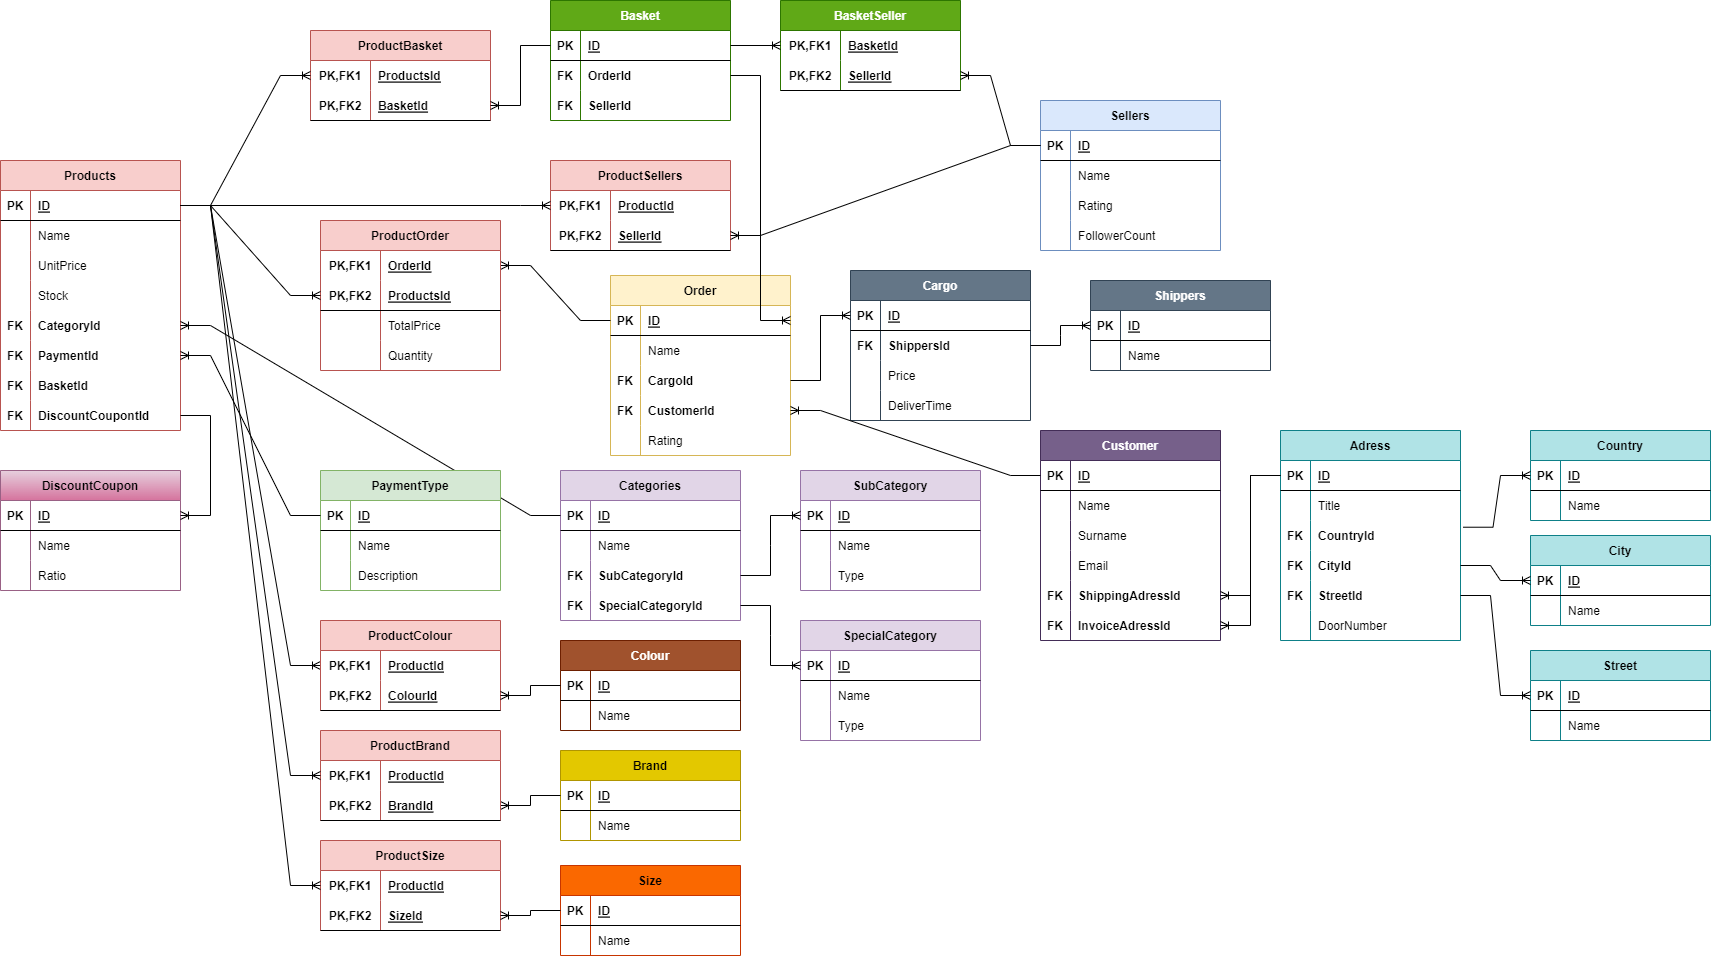 Basket
PK ID
FK OrderId
FK SellerId
BasketSeller
PK,FK1 BasketId
PK,FK2 SellerId
ProductBasket
PK,FK1 ProductsId
PK,FK2 BasketId
Sellers
PK ID
Name
Rating
FollowerCount
Products
PK ID
Name
UnitPrice
Stock
FK CategoryId
FK PaymentId
FK BasketId
FK DiscountCoupontId
ProductSellers
PK,FK1 ProductId
PK,FK2 SellerId
ProductOrder
PK,FK1 OrderId
PK,FK2 ProductsId
TotalPrice
Quantity
Order
PK ID
Name
FK CargoId
FK CustomerId
Rating
Cargo
PK ID
FK ShippersId
Price
DeliverTime
Shippers
PK ID
Name
Customer
PK ID
Name
Surname
Email
FK ShippingAdressId
FK InvoiceAdressId
Adress
PK ID
Title
FK CountryId
FK CityId
FK StreetId
DoorNumber
Country
PK ID
Name
City
PK ID
Name
Street
PK ID
Name
DiscountCoupon
PK ID
Name
Ratio
PaymentType
PK ID
Name
Description
Categories
PK ID
Name
FK SubCategoryId
FK SpecialCategoryId
SubCategory
PK ID
Name
Type
SpecialCategory
PK ID
Name
Type
ProductColour
PK,FK1 ProductId
PK,FK2 ColourId
Colour
PK ID
Name
ProductBrand
PK,FK1 ProductId
PK,FK2 BrandId
Brand
PK ID
Name
ProductSize
PK,FK1 ProductId
PK,FK2 SizeId
Size
PK ID
Name